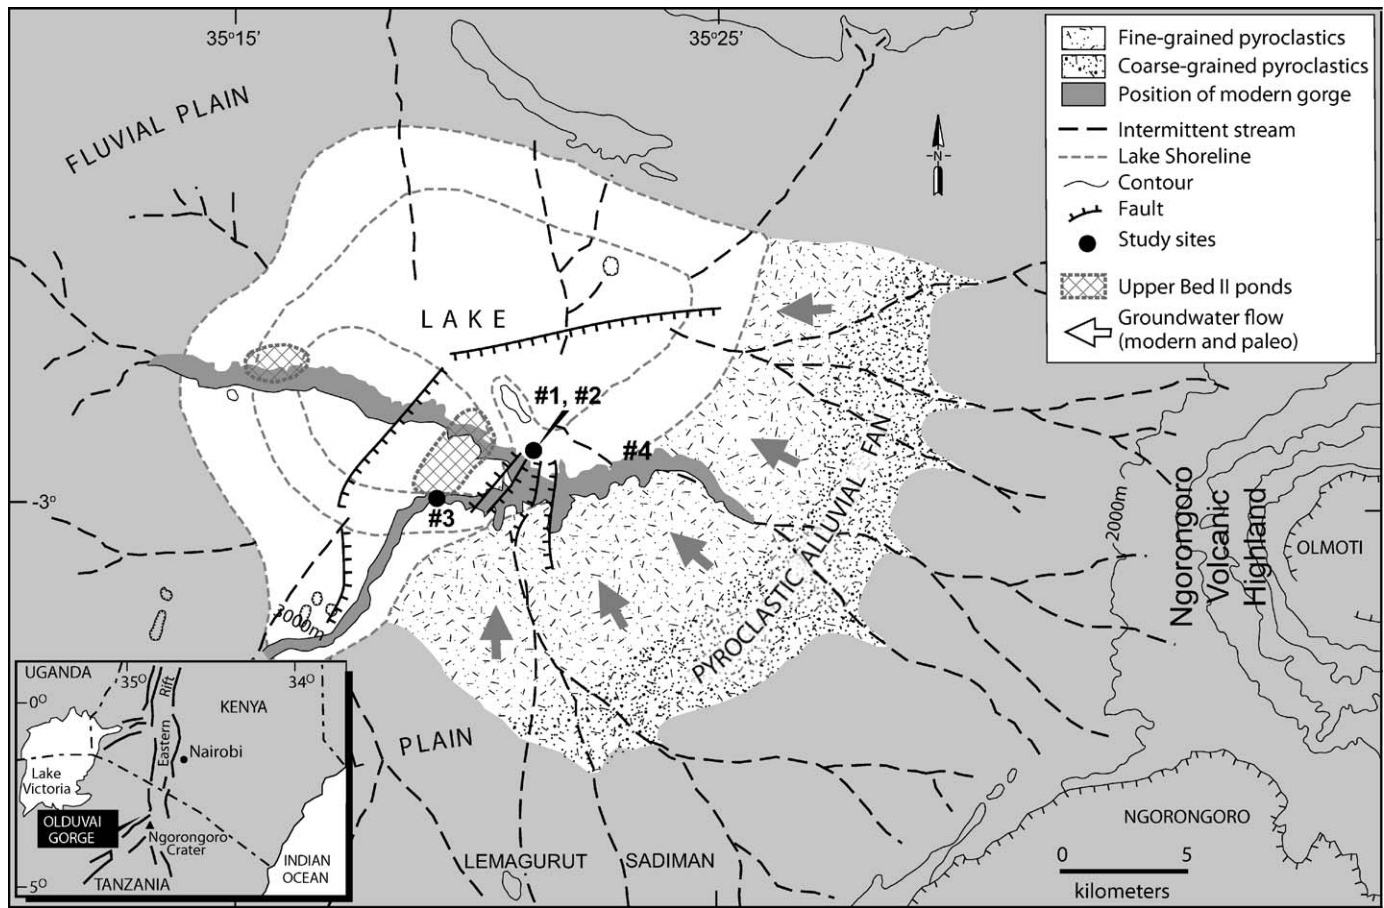 35°15'
35°25'
Fine-grained pyroclastics
Coarse-grained pyroclastics
Position of modern gorge
Intermittent stream
Lake Shoreline
Contour
Fault
Study sites
Upper Bed II ponds
Groundwater flow
(modern and paleo)
N
FLUVIAL PLAIN
LAKE
#1, #2
#4
#3
-3°
PYROCLASTIC ALLUVIAL FAN
2000m
Ngorongoro
Volcanic
Highland
OLMOTI
3000m
PLAIN
LEMAGURUT
SADIMAN
NGORONGORO
0
5
kilometers
UGANDA
35°
34°
Rift
Eastern
KENYA
0°
Nairobi
Lake
Victoria
OLDUVAI
GORGE
Ngorongoro
Crater
TANZANIA
INDIAN
OCEAN
-5°